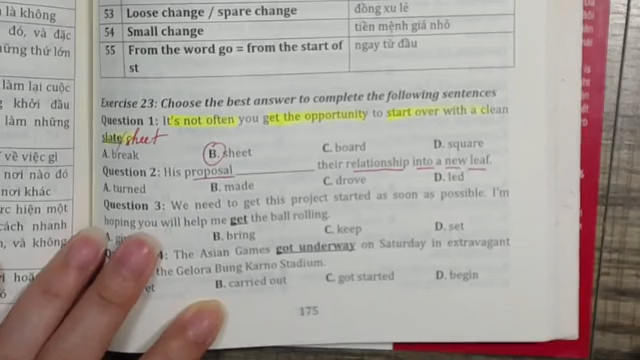 là không
đó, và đặc
ững thứ lớn
làm lại cuộc
khởi đầu
làm những
về việc gì
nơi nào đó
nơi khác
ực hiện một
cách nhanh
53 Loose change / spare change đồng xu lẻ
54 Small change tiền mệnh giá nhỏ
55 From the word go = from the start of ngay từ đầu
st
Exercise 23: Choose the best answer to complete the following sentences
Question 1: It's not often you get the opportunity to start over with a clean
slate/sheet
A. break B. sheet C. board D. square
Question 2: His proposal____________ their relationship into a new leaf.
A. turned B. made C. drove D. led
Question 3: We need to get this project started as soon as possible. I'm
hoping you will help me get the ball rolling.
B. bring C. keep D. set
4: The Asian Games got underway on Saturday in extravagant
the Gelora Bung Karno Stadium.
B. carried out C. got started D. begin
175